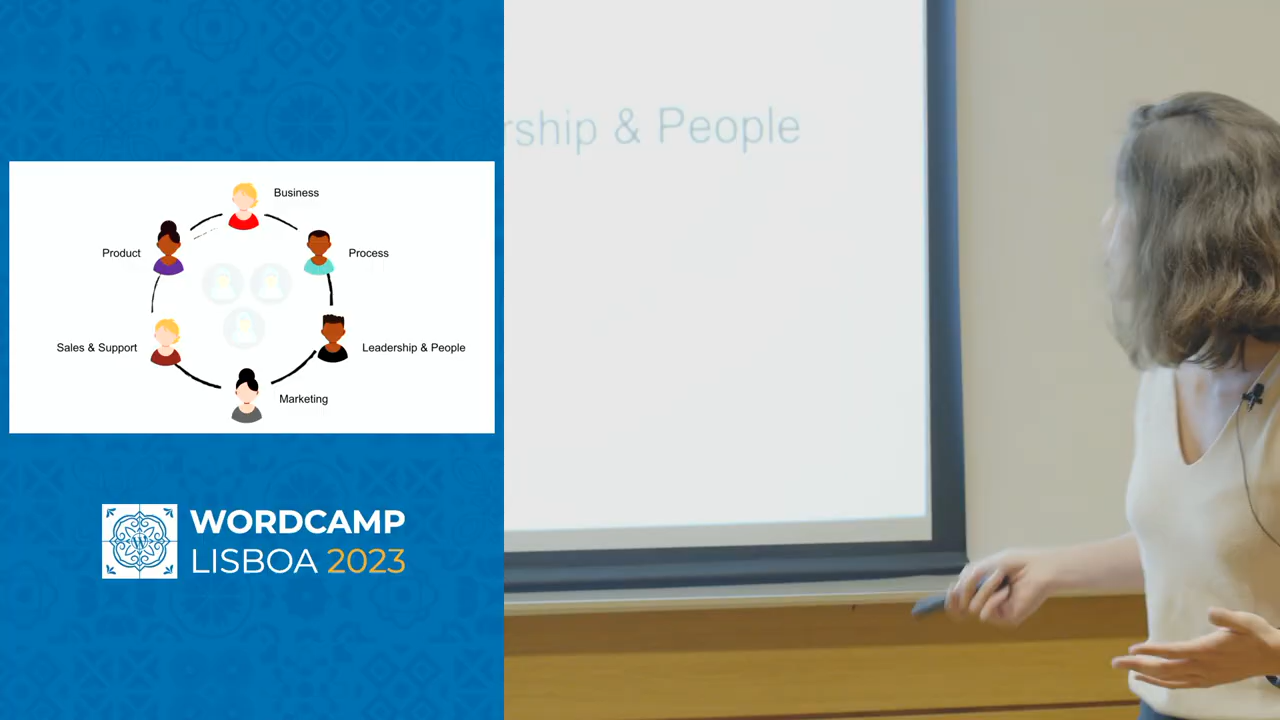 Business
Product
Process
Sales & Support
Leadership & People
Marketing
WORDCAMP
LISBOA 2023
rship & People